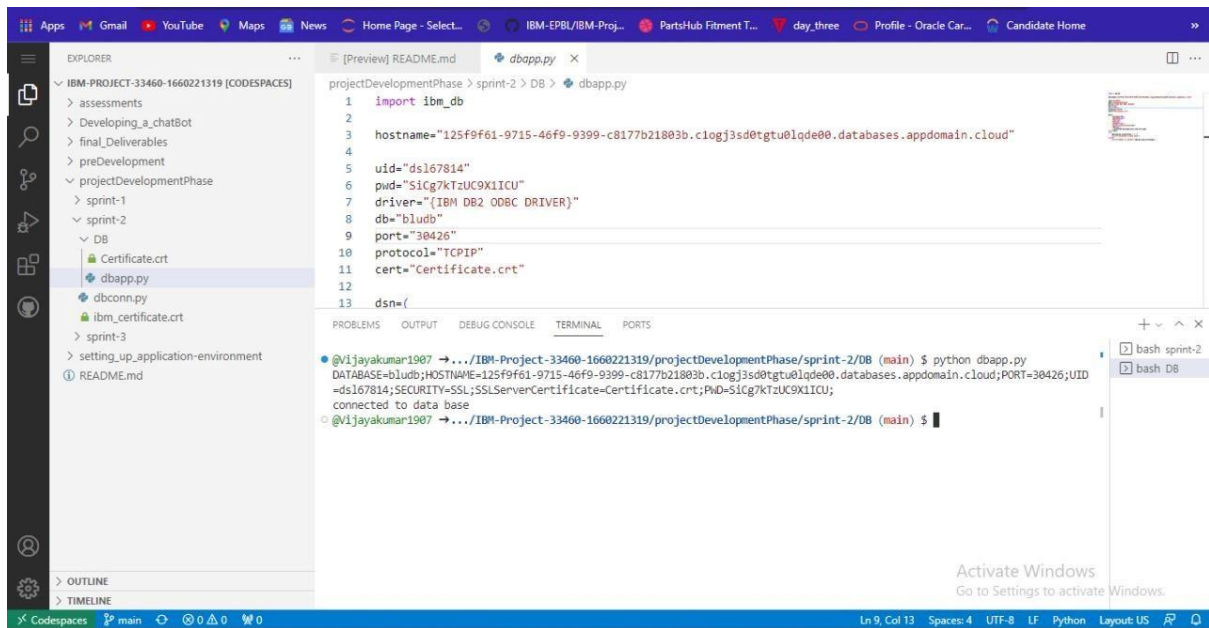 Apps Gmail YouTube Maps News Home Page - Select... IBM-EPBL/IBM-Proj... PartsHub Fitment T... day_three Profile - Oracle Car... Candidate Home »
EXPLORER ...
IBM-PROJECT-33460-1660221319 [CODESPACES]
> assessments
> Developing_a_chatBot
> final_Deliverables
> preDevelopment
projectDevelopmentPhase
> sprint-1
sprint-2
DB
Certificate.crt
dbapp.py
dbconn.py
ibm_certificate.crt
> sprint-3
> setting_up_application-environment
README.md
> OUTLINE
> TIMELINE
[Preview] README.md dbapp.py ×
projectDevelopmentPhase > sprint-2 > DB > dbapp.py
1 import ibm_db
2
3 hostname="125f9f61-9715-46f9-9399-c8177b21803b.c1ogj3sd0tgtu0lqde00.databases.appdomain.cloud"
4
5 uid="dsl67814"
6 pwd="SiCg7kTzUC9X1ICU"
7 driver="{IBM DB2 ODBC DRIVER}"
8 db="bludb"
9 port="30426"
10 protocol="TCPIP"
11 cert="Certificate.crt"
12
13 dsn=(
PROBLEMS OUTPUT DEBUG CONSOLE TERMINAL PORTS
@Vijayakumar1907 →.../IBM-Project-33460-1660221319/projectDevelopmentPhase/sprint-2/DB (main) $ python dbapp.py
DATABASE=bludb;HOSTNAME=125f9f61-9715-46f9-9399-c8177b21803b.c1ogj3sd0tgtu0lqde00.databases.appdomain.cloud;PORT=30426;UID
=dsl67814;SECURITY=SSL;SSLServerCertificate=Certificate.crt;PWD=SiCg7kTzUC9X1ICU;
connected to data base
@Vijayakumar1907 →.../IBM-Project-33460-1660221319/projectDevelopmentPhase/sprint-2/DB (main) $
bash sprint-2
bash DB
Activate Windows
Go to Settings to activate Windows.
Codespaces main 0 0 0 Ln 9, Col 13 Spaces: 4 UTF-8 LF Python Layout: US